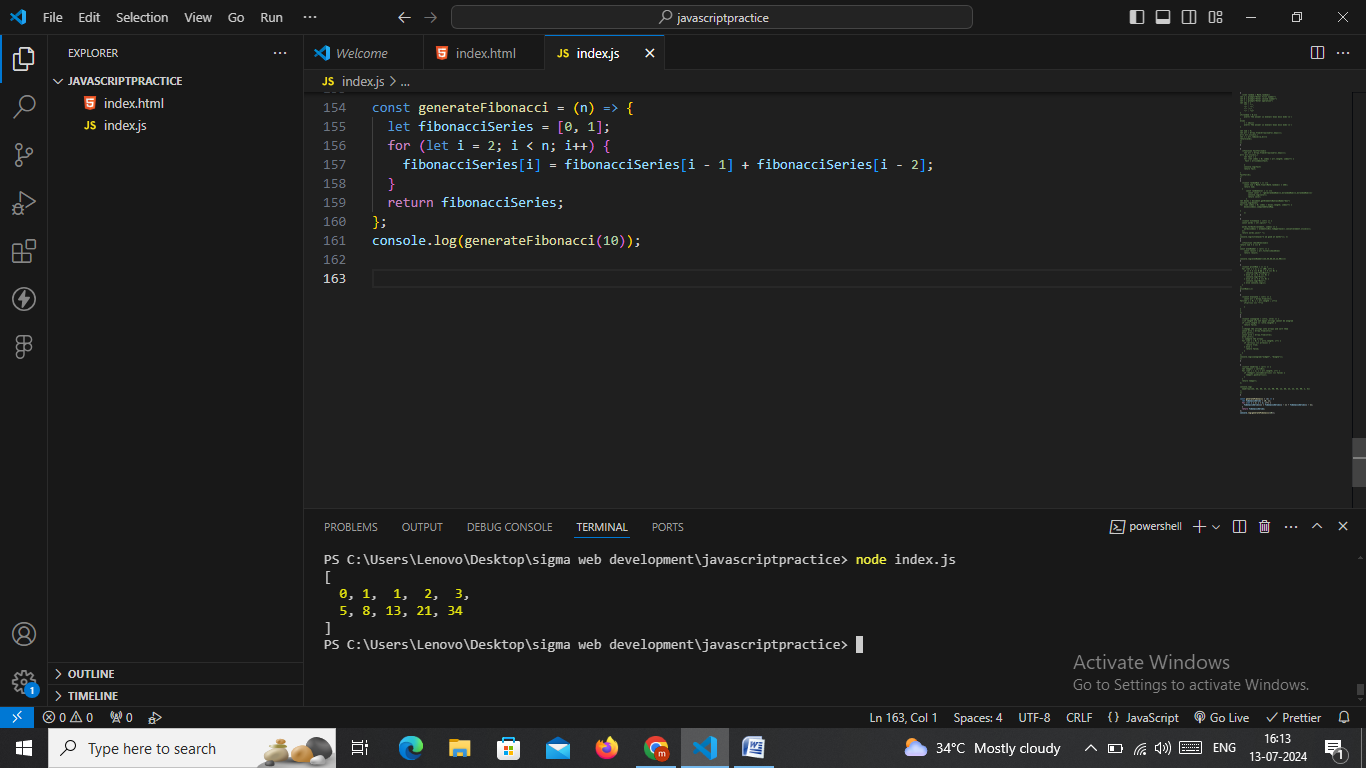 File Edit Selection View Go Run ···
javascriptpractice
EXPLORER ···
JAVASCRIPTPRACTICE
index.html
JS index.js
OUTLINE
TIMELINE
Welcome
index.html
JS index.js
JS index.js > ...
154 const generateFibonacci = (n) => {
155 let fibonacciSeries = [0, 1];
156 for (let i = 2; i < n; i++) {
157 fibonacciSeries[i] = fibonacciSeries[i - 1] + fibonacciSeries[i - 2];
158 }
159 return fibonacciSeries;
160 };
161 console.log(generateFibonacci(10));
162
163
PROBLEMS OUTPUT DEBUG CONSOLE TERMINAL PORTS
powershell
PS C:\Users\Lenovo\Desktop\sigma web development\javascriptpractice> node index.js
[
0, 1, 1, 2, 3,
5, 8, 13, 21, 34
]
PS C:\Users\Lenovo\Desktop\sigma web development\javascriptpractice>
Activate Windows
Go to Settings to activate Windows.
1
0 0 0
Ln 163, Col 1 Spaces: 4 UTF-8 CRLF {} JavaScript Go Live Prettier
Type here to search
m
W
34°C Mostly cloudy
ENG
16:13
13-07-2024
1